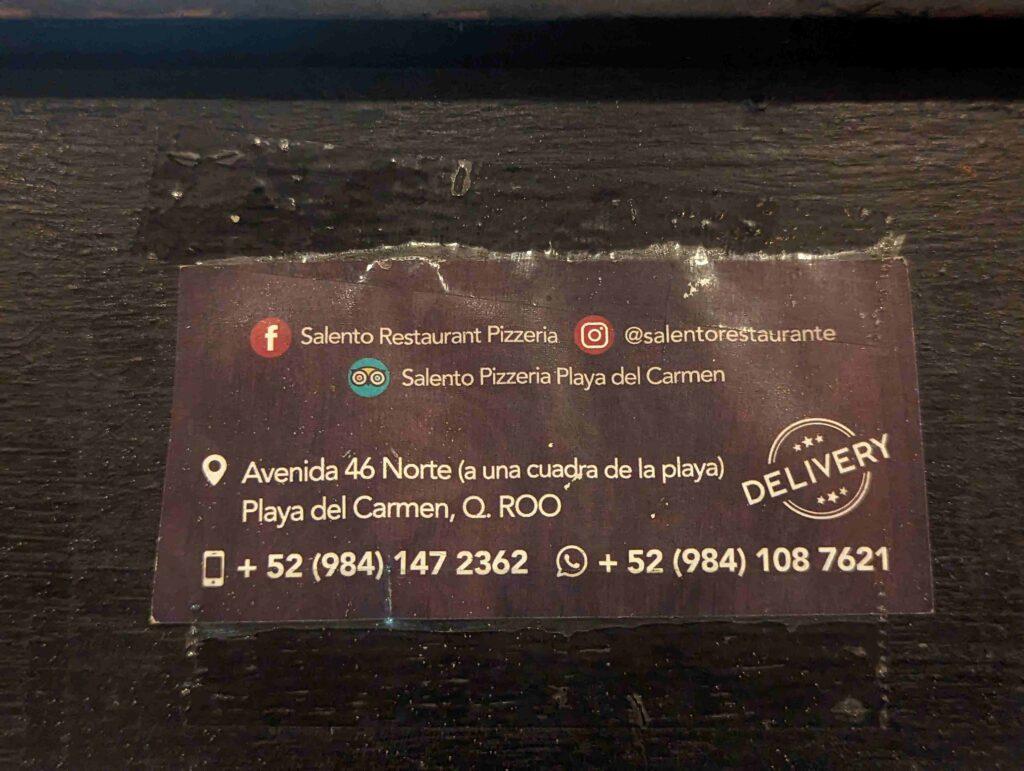 Salento Restaurant Pizzeria @salentorestaurante
Salento Pizzeria Playa del Carmen
Avenida 46 Norte (a una cuadra de la playa)
Playa del Carmen, Q. ROO
DELIVERY
+ 52 (984) 147 2362 + 52 (984) 108 7621